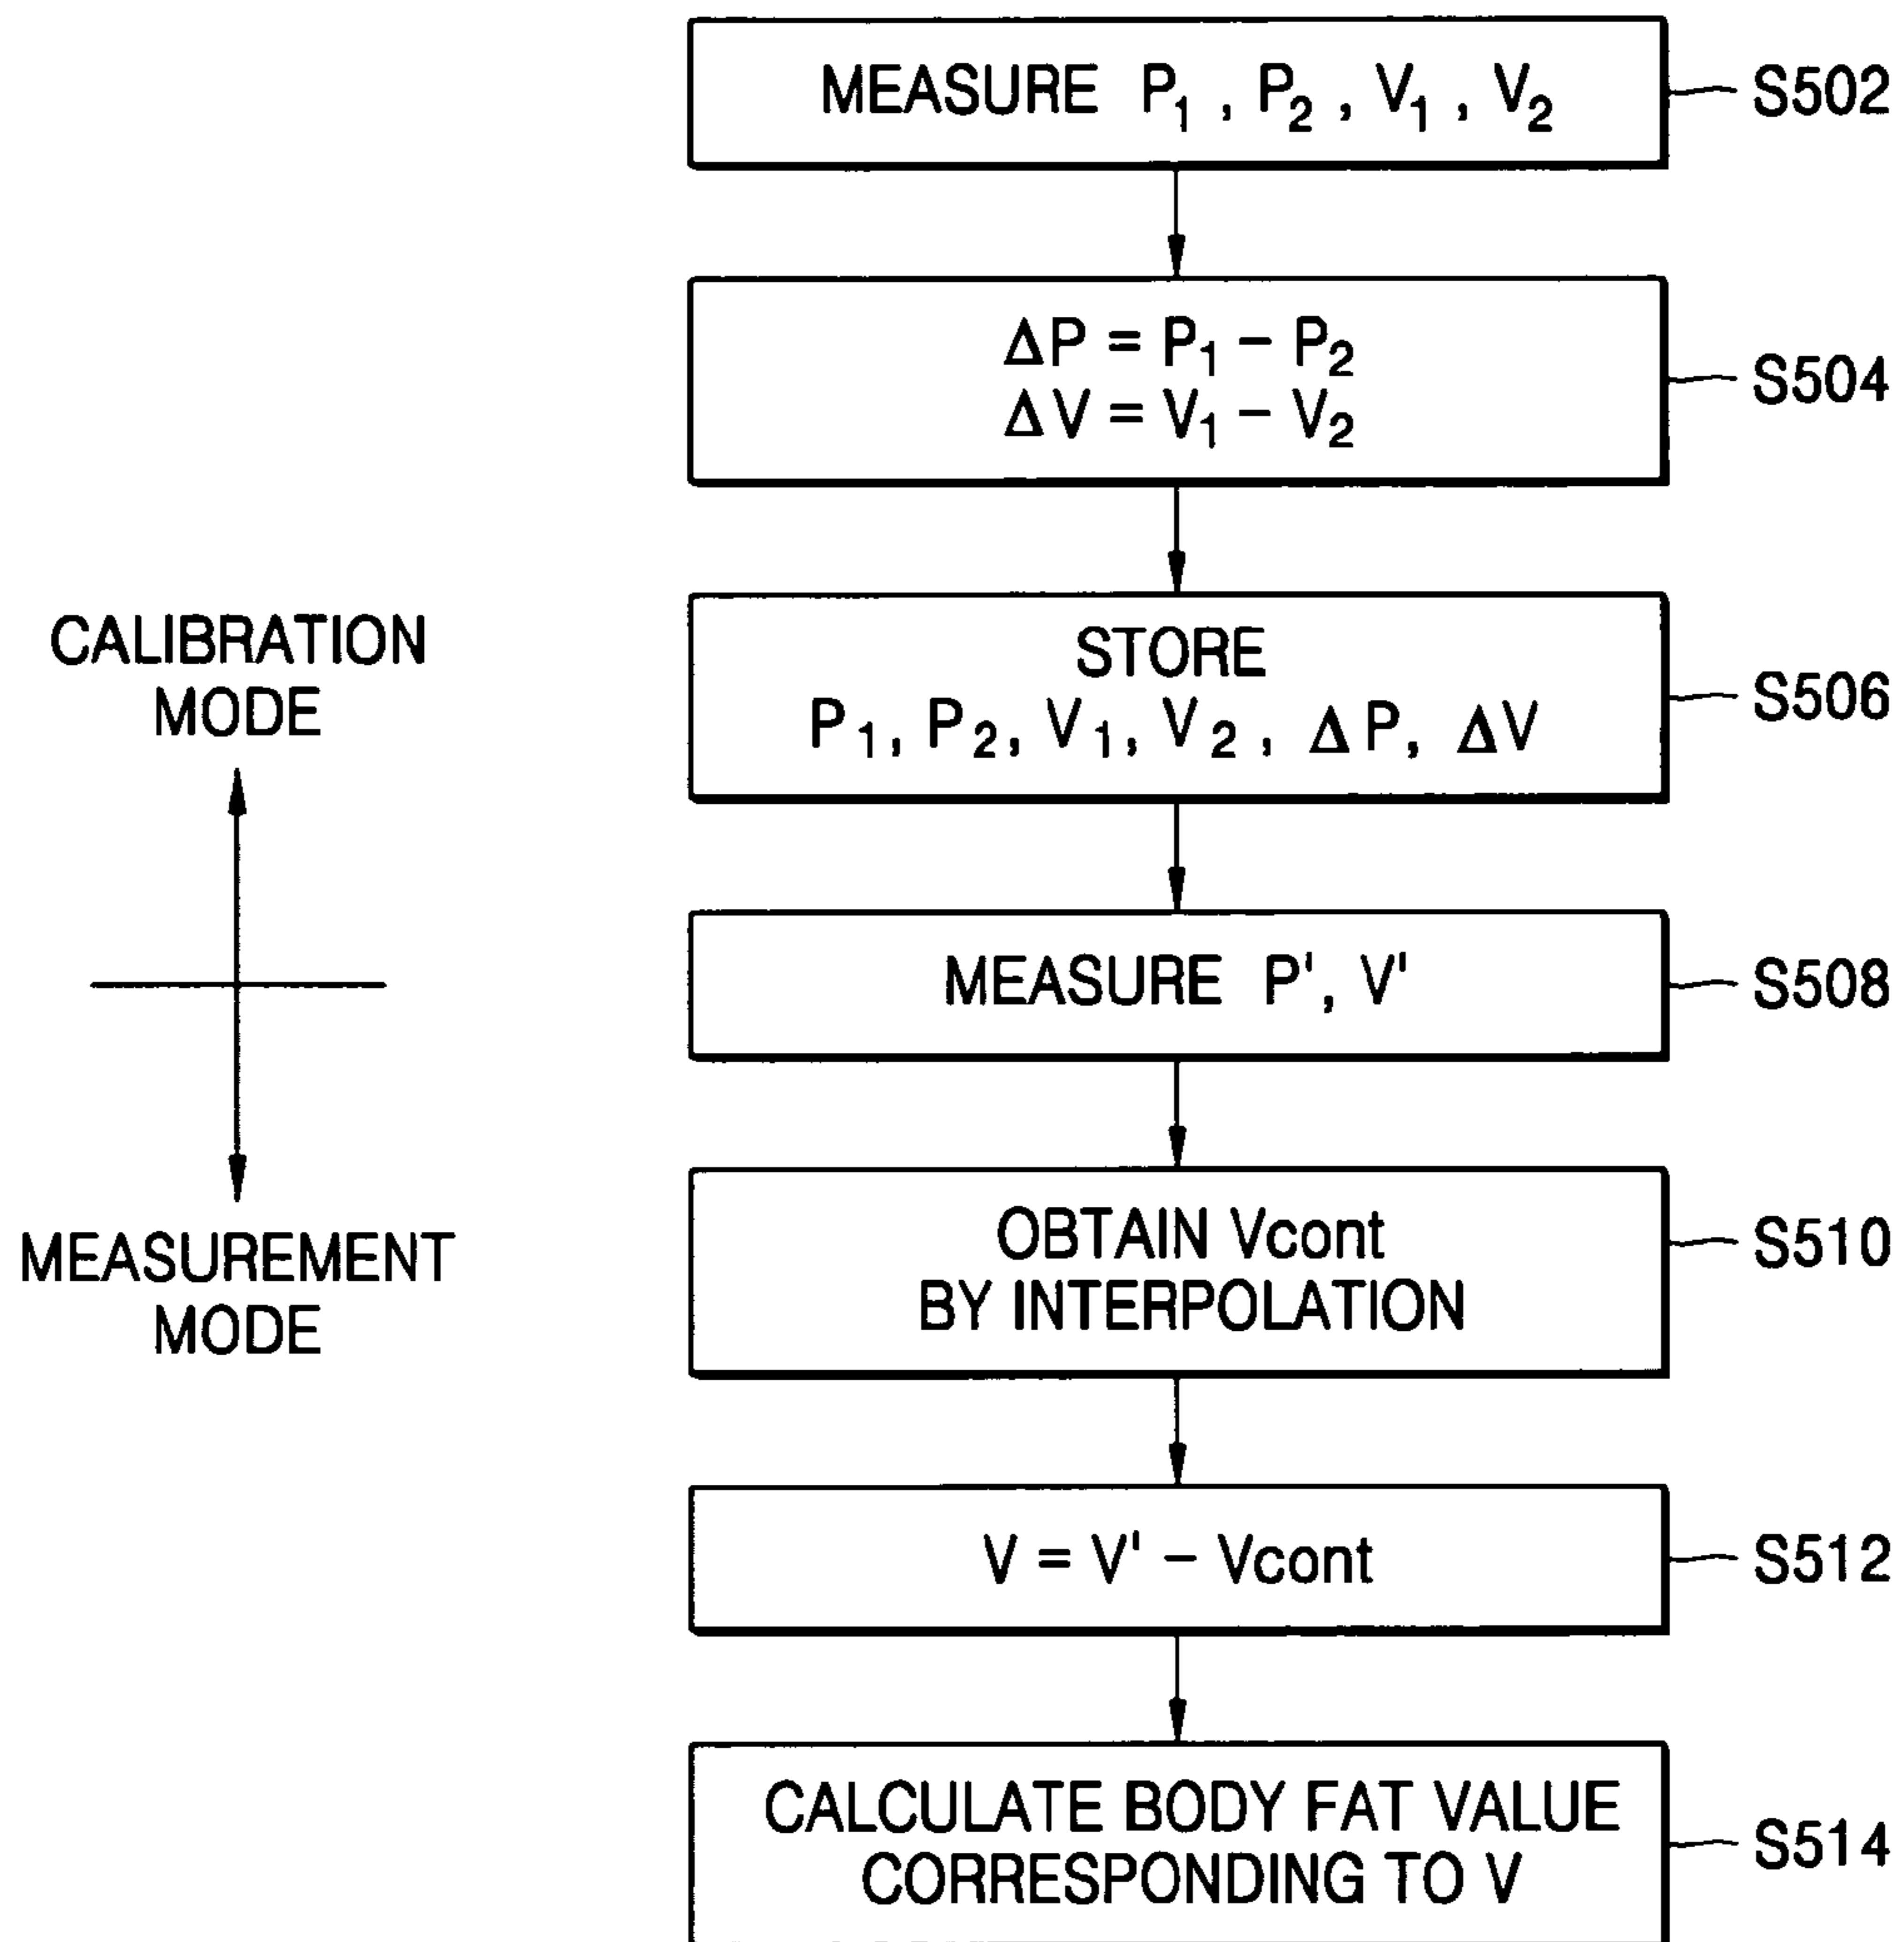 MEASURE P₁ , P₂ , V₁ , V₂
S502
ΔP = P₁ − P₂
ΔV = V₁ − V₂
S504
STORE
P₁, P₂, V₁, V₂ , ΔP, ΔV
S506
CALIBRATION
MODE
MEASURE P', V'
S508
MEASUREMENT
MODE
OBTAIN Vcont
BY INTERPOLATION
S510
V = V' − Vcont
S512
CALCULATE BODY FAT VALUE
CORRESPONDING TO V
S514